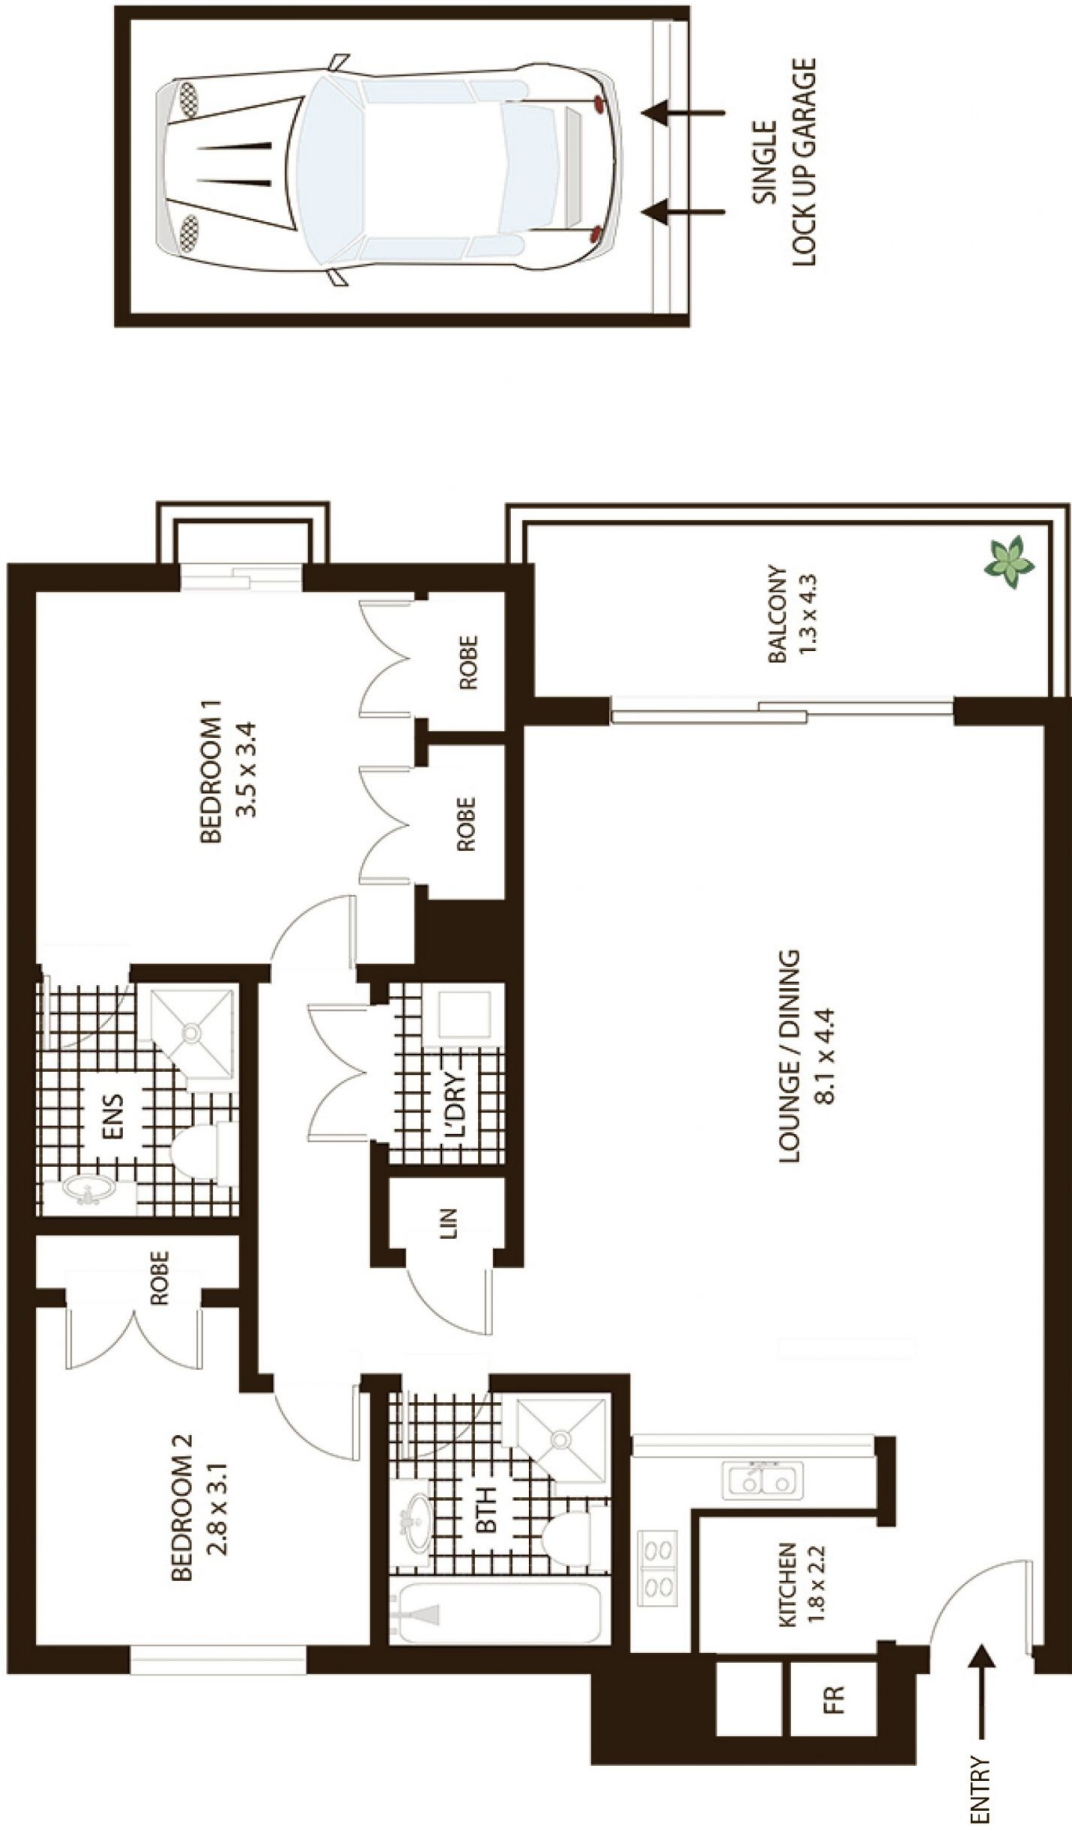 SINGLE
LOCK UP GARAGE
BEDROOM 1
3.5 x 3.4
ROBE
ROBE
BALCONY
1.3 x 4.3
ENS
L'DRY
LIN
LOUNGE / DINING
8.1 x 4.4
ROBE
BEDROOM 2
2.8 x 3.1
BTH
KITCHEN
1.8 x 2.2
FR
ENTRY